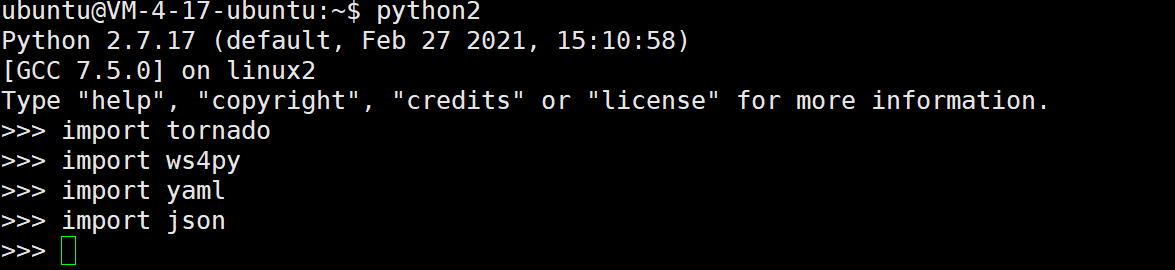 ubuntu@VM-4-17-ubuntu:~$ python2
Python 2.7.17 (default, Feb 27 2021, 15:10:58)
[GCC 7.5.0] on linux2
Type "help", "copyright", "credits" or "license" for more information.
>>> import tornado
>>> import ws4py
>>> import yaml
>>> import json
>>>